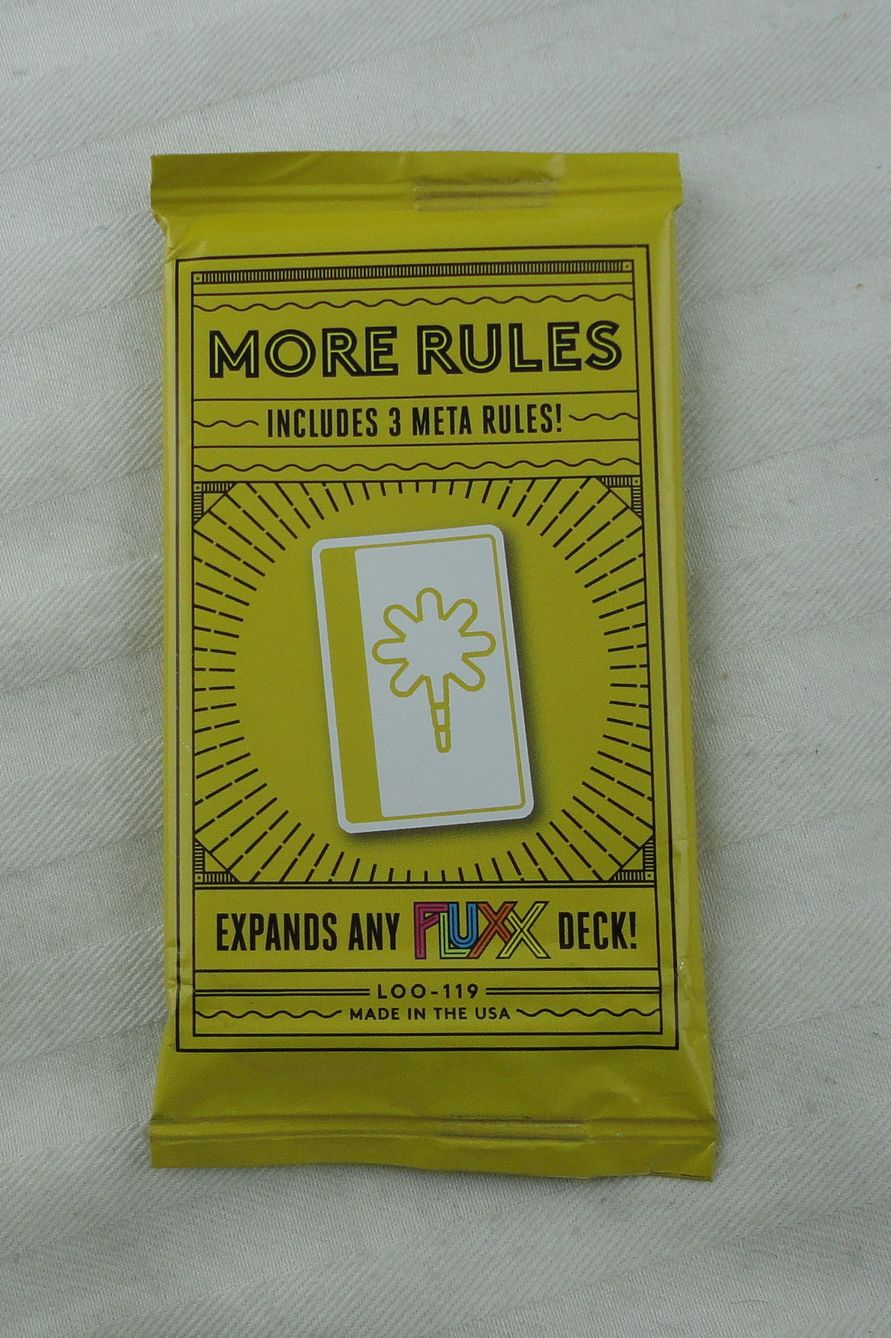 MORE RULES
INCLUDES 3 META RULES!
EXPANDS ANY FLUXX DECK!
LOO-119
MADE IN THE USA